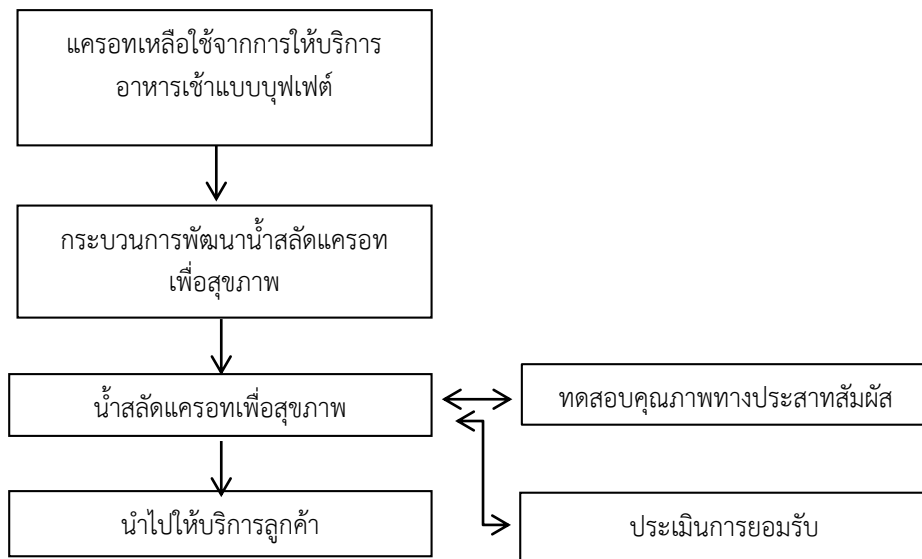 แครอทเหลือใช้จากการให้บริการ
อาหารเช้าแบบบุฟเฟต์
กระบวนการพัฒนาน้ำสลัดแครอท
เพื่อสุขภาพ
น้ำสลัดแครอทเพื่อสุขภาพ
ทดสอบคุณภาพทางประสาทสัมผัส
นำไปให้บริการลูกค้า
ประเมินการยอมรับ